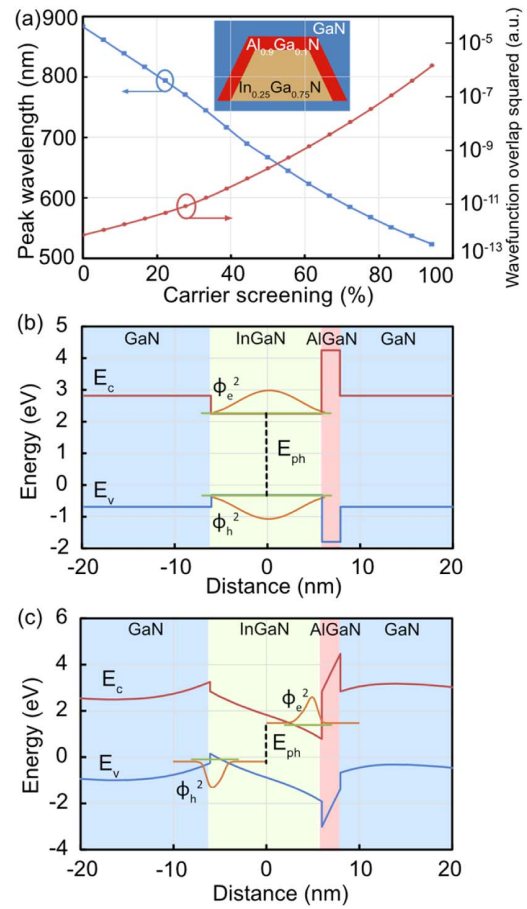 (a)
900
800
700
600
500
Peak wavelength (nm)
GaN
Al0.9Ga0.1N
In0.25Ga0.75N
10-5
10-7
10-9
10-11
10-13
Wavefunction overlap squared (a.u.)
0 20 40 60 80 100
Carrier screening (%)
(b)
5
4
3
2
1
0
-1
-2
Energy (eV)
GaN InGaN AlGaN GaN
Ec
ϕe2
Eph
Ev
ϕh2
-20 -10 0 10 20
Distance (nm)
(c)
6
4
2
0
-2
-4
Energy (eV)
GaN InGaN AlGaN GaN
Ec
ϕe2
Eph
Ev
ϕh2
-20 -10 0 10 20
Distance (nm)